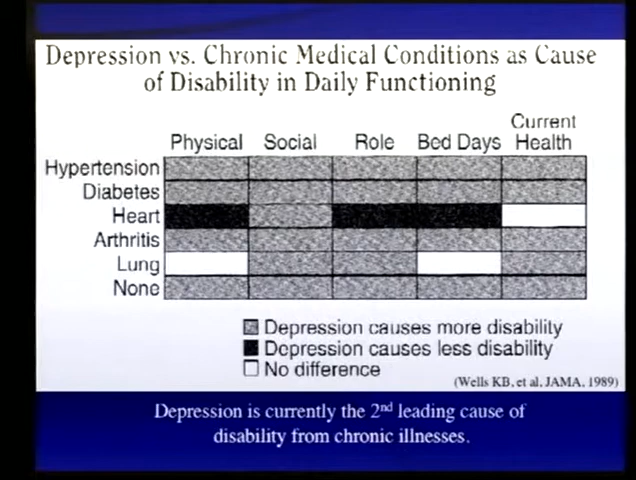 Depression vs. Chronic Medical Conditions as Cause
of Disability in Daily Functioning
Current
Physical Social Role Bed Days Health
Hypertension
Diabetes
Heart
Arthritis
Lung
None
Depression causes more disability
Depression causes less disability
No difference
(Wells KB, et al, JAMA, 1989)
Depression is currently the 2nd leading cause of
disability from chronic illnesses.